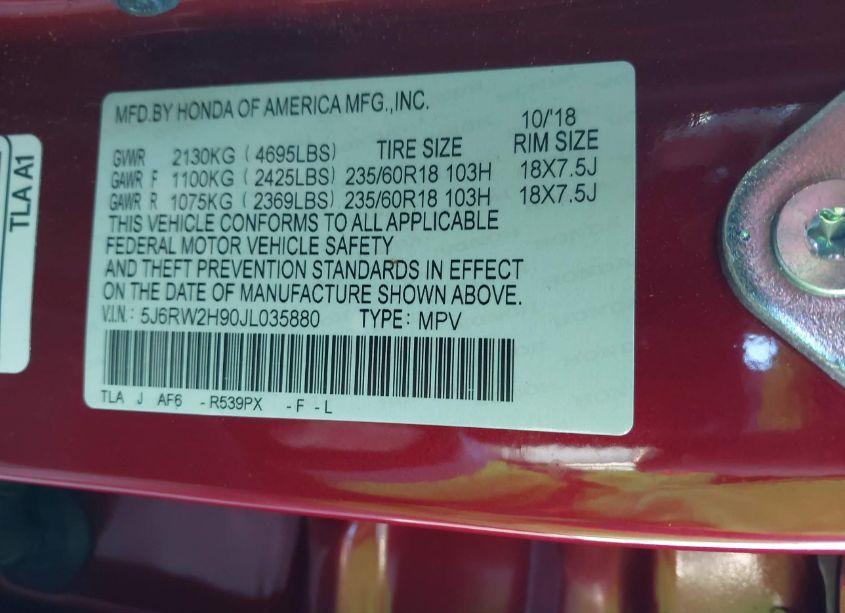 MFD.BY HONDA OF AMERICA MFG.,INC.
10/'18
GVWR 2130KG ( 4695LBS) TIRE SIZE RIM SIZE
GAWR F 1100KG ( 2425LBS) 235/60R18 103H 18X7.5J
GAWR R 1075KG ( 2369LBS) 235/60R18 103H 18X7.5J
THIS VEHICLE CONFORMS TO ALL APPLICABLE
FEDERAL MOTOR VEHICLE SAFETY
AND THEFT PREVENTION STANDARDS IN EFFECT
ON THE DATE OF MANUFACTURE SHOWN ABOVE.
V.I.N.: 5J6RW2H90JL035880 TYPE: MPV
TLA J AF6 -R539PX -F -L
TLA A1